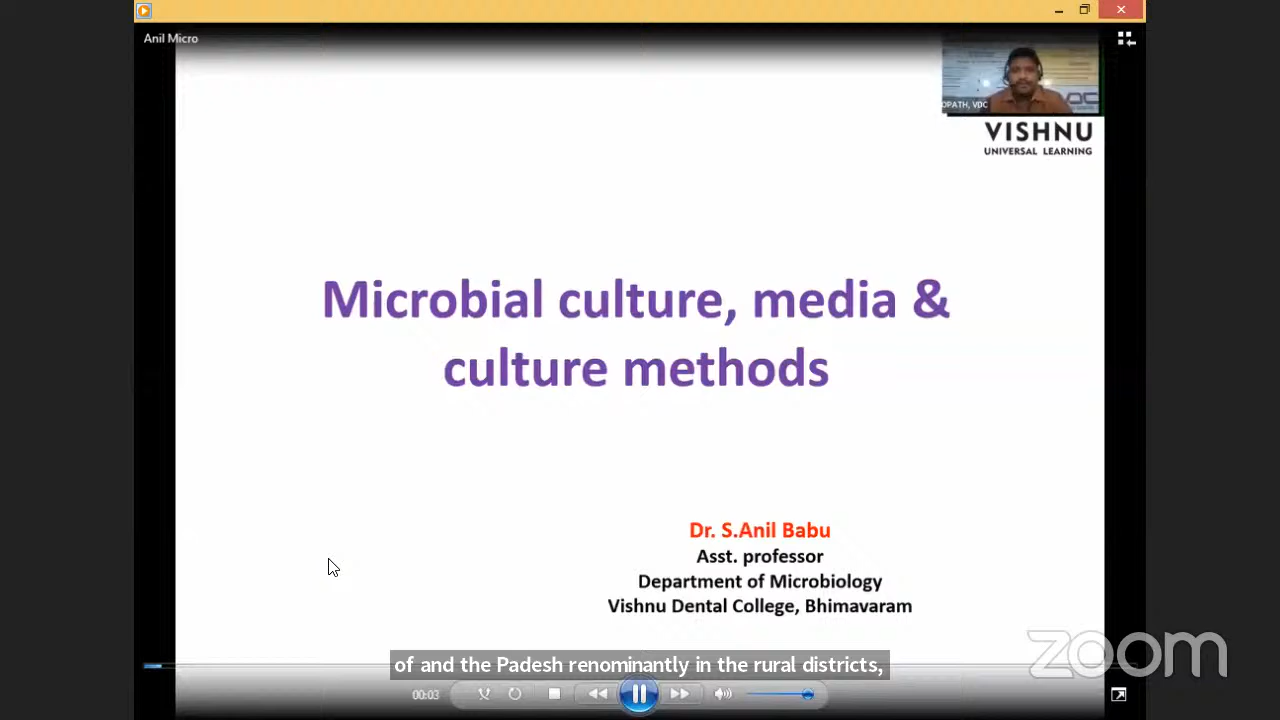 Anil Micro
OPATH, VDC
VISHNU
UNIVERSAL LEARNING
Microbial culture, media &
culture methods
Dr. S.Anil Babu
Asst. professor
Department of Microbiology
Vishnu Dental College, Bhimavaram
zoom
of and the Padesh renominantly in the rural districts,
00:03